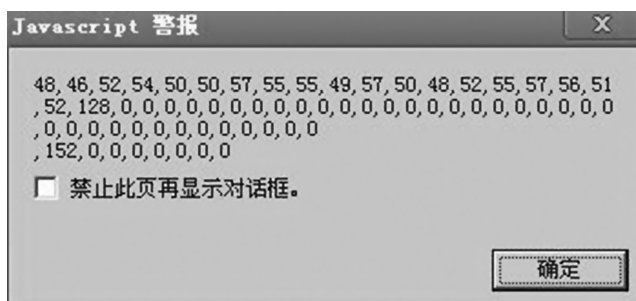 Javascript 警报
X
48, 46, 52, 54, 50, 50, 57, 55, 55, 49, 57, 50, 48, 52, 55, 57, 56, 51
, 52, 128, 0, 0, 0, 0, 0, 0, 0, 0, 0, 0, 0, 0, 0, 0, 0, 0, 0, 0, 0, 0, 0, 0, 0
, 0, 0, 0, 0, 0, 0, 0, 0, 0, 0, 0, 0, 0
, 152, 0, 0, 0, 0, 0, 0, 0
禁止此页再显示对话框。
确定